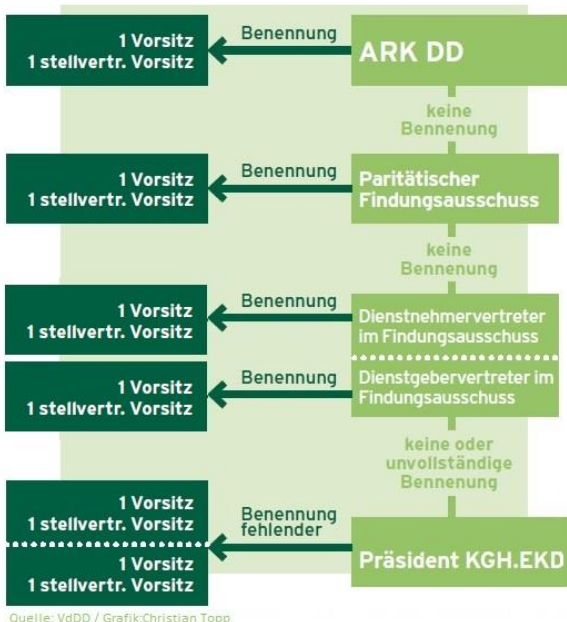 1 Vorsitz
1 stellvertr. Vorsitz
Benennung
ARK DD
keine
Bennenung
1 Vorsitz
1 stellvertr. Vorsitz
Benennung
Paritätischer
Findungsausschuss
keine
Bennenung
1 Vorsitz
1 stellvertr. Vorsitz
Benennung
Dienstnehmervertreter
im Findungsausschuss
1 Vorsitz
1 stellvertr. Vorsitz
Benennung
Dienstgebervertreter im
Findungsausschuss
keine oder
unvollständige
Bennenung
1 Vorsitz
1 stellvertr. Vorsitz
1 Vorsitz
1 stellvertr. Vorsitz
Benennung
fehlender
Präsident KGH.EKD
Quelle: VdDD / Grafik:Christian Topp